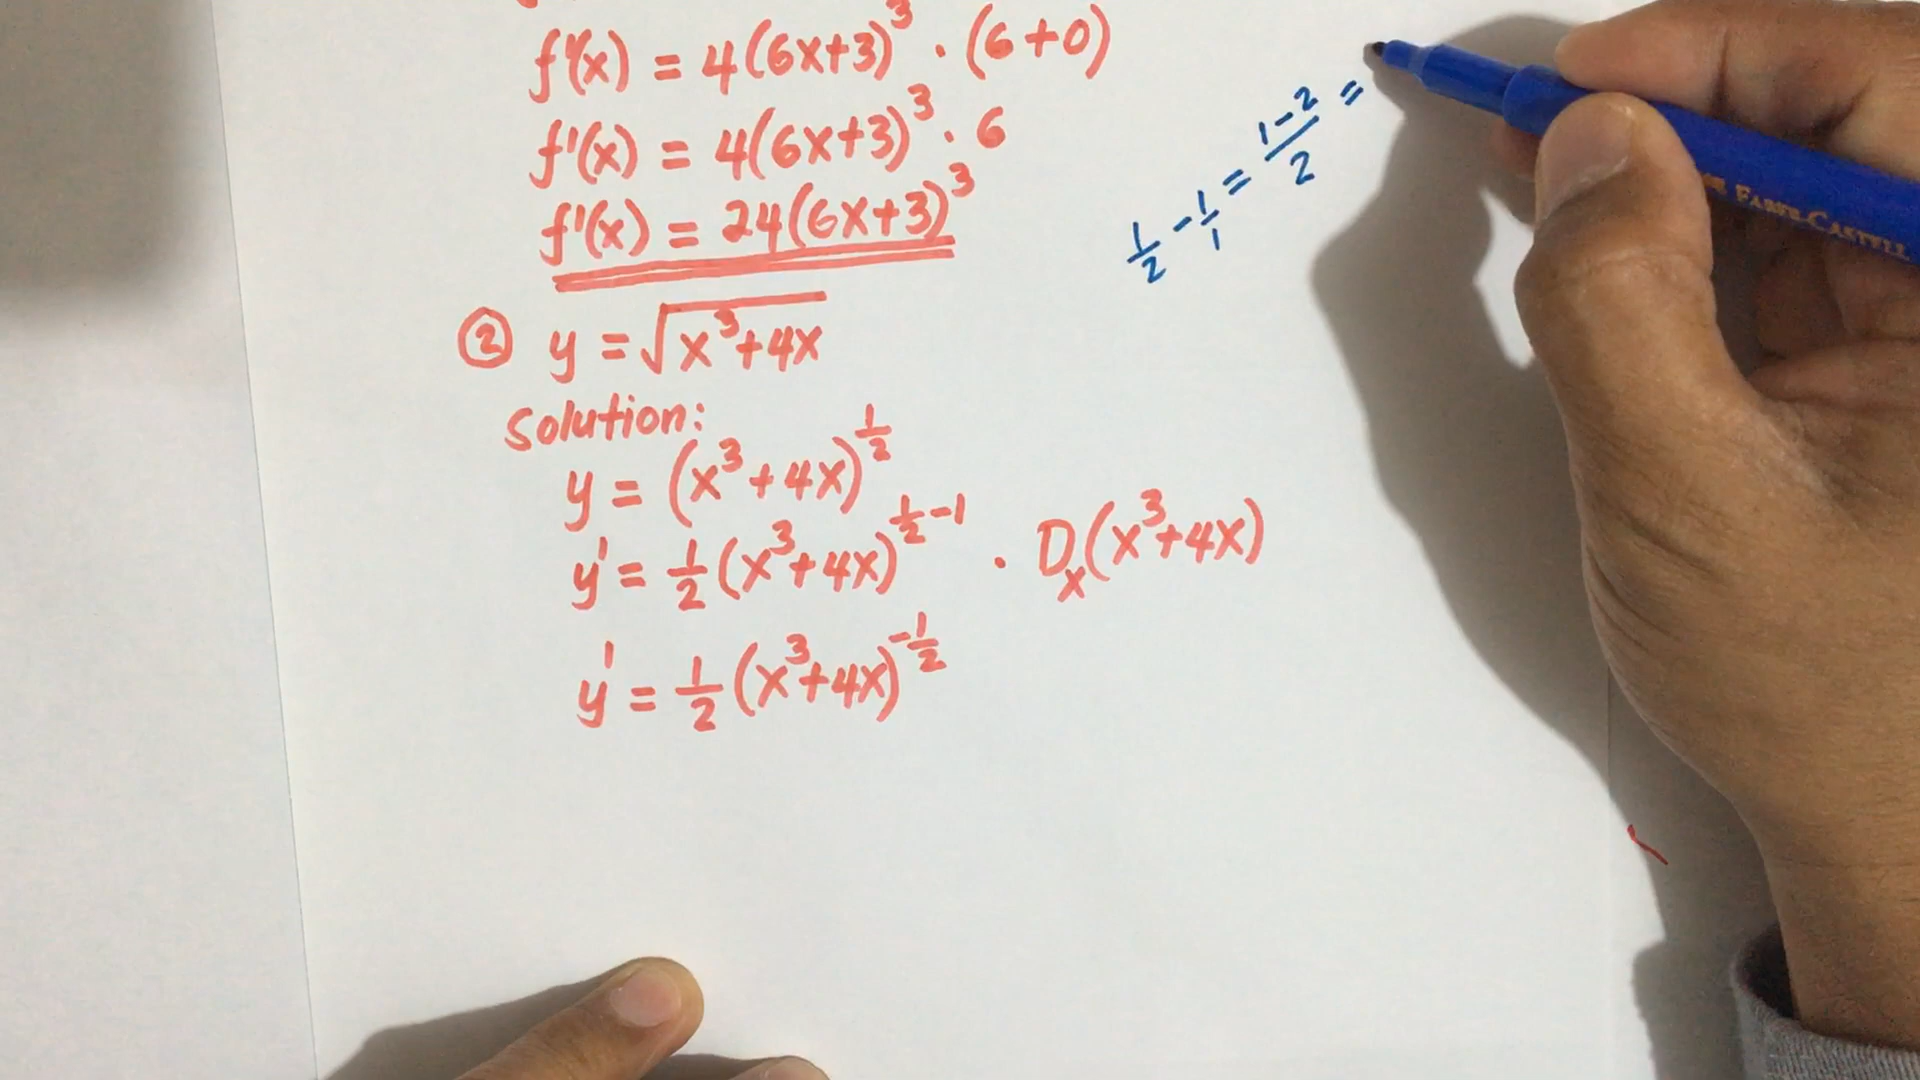 f'(x) = 4(6x+3)³ · (6+0)
f'(x) = 4(6x+3)³ · 6
f'(x) = 24(6x+3)³
1/2 - 1/1 = (1-2)/2 =
② y = √(x³+4x)
Solution:
y = (x³+4x)^(1/2)
y' = 1/2 (x³+4x)^(1/2 - 1) · Dₓ(x³+4x)
y' = 1/2 (x³+4x)^(-1/2)
FABER-CASTELL